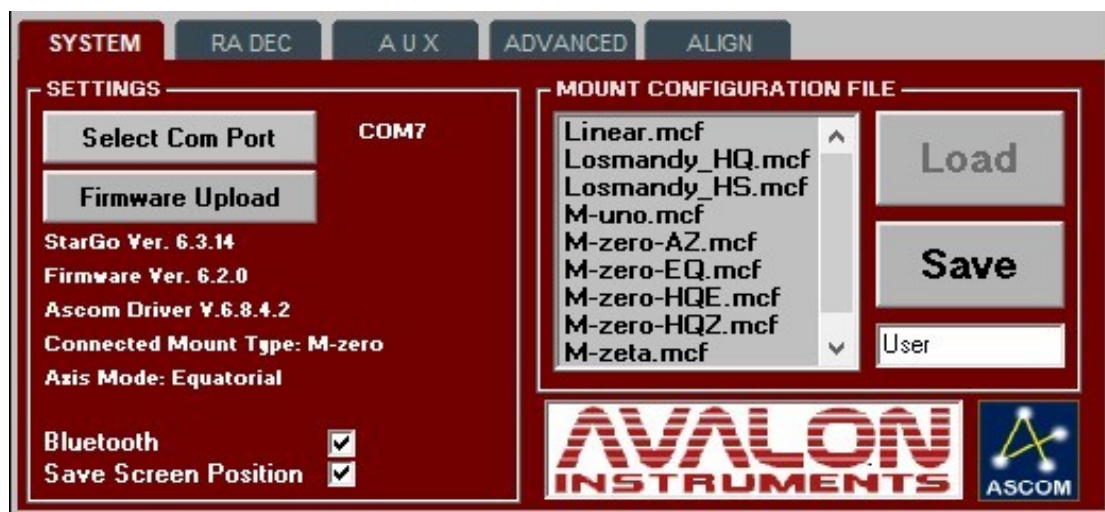 SYSTEM RA DEC A U X ADVANCED ALIGN
SETTINGS
Select Com Port COM7
Firmware Upload
StarGo Ver. 6.3.14
Firmware Ver. 6.2.0
Ascom Driver V.6.8.4.2
Connected Mount Type: M-zero
Axis Mode: Equatorial
Bluetooth
Save Screen Position
MOUNT CONFIGURATION FILE
Linear.mcf
Losmandy_HQ.mcf
Losmandy_HS.mcf
M-uno.mcf
M-zero-AZ.mcf
M-zero-EQ.mcf
M-zero-HQE.mcf
M-zero-HQZ.mcf
M-zeta.mcf
Load
Save
User
AVALON
INSTRUMENTS
ASCOM